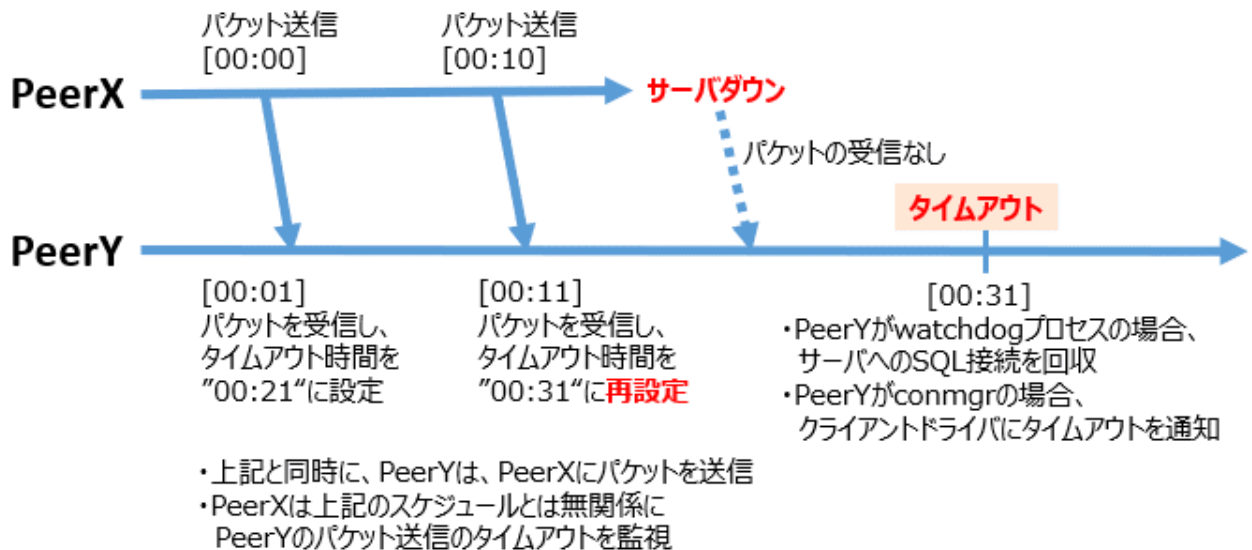 パケット送信
[00:00]
パケット送信
[00:10]
PeerX
サーバダウン
パケットの受信なし
タイムアウト
PeerY
[00:01]
パケットを受信し、
タイムアウト時間を
”00:21“に設定
[00:11]
パケットを受信し、
タイムアウト時間を
”00:31“に再設定
[00:31]
・PeerYがwatchdogプロセスの場合、
サーバへのSQL接続を回収
・PeerYがconmgrの場合、
クライアントドライバにタイムアウトを通知
・上記と同時に、PeerYは、PeerXにパケットを送信
・PeerXは上記のスケジュールとは無関係に
PeerYのパケット送信のタイムアウトを監視